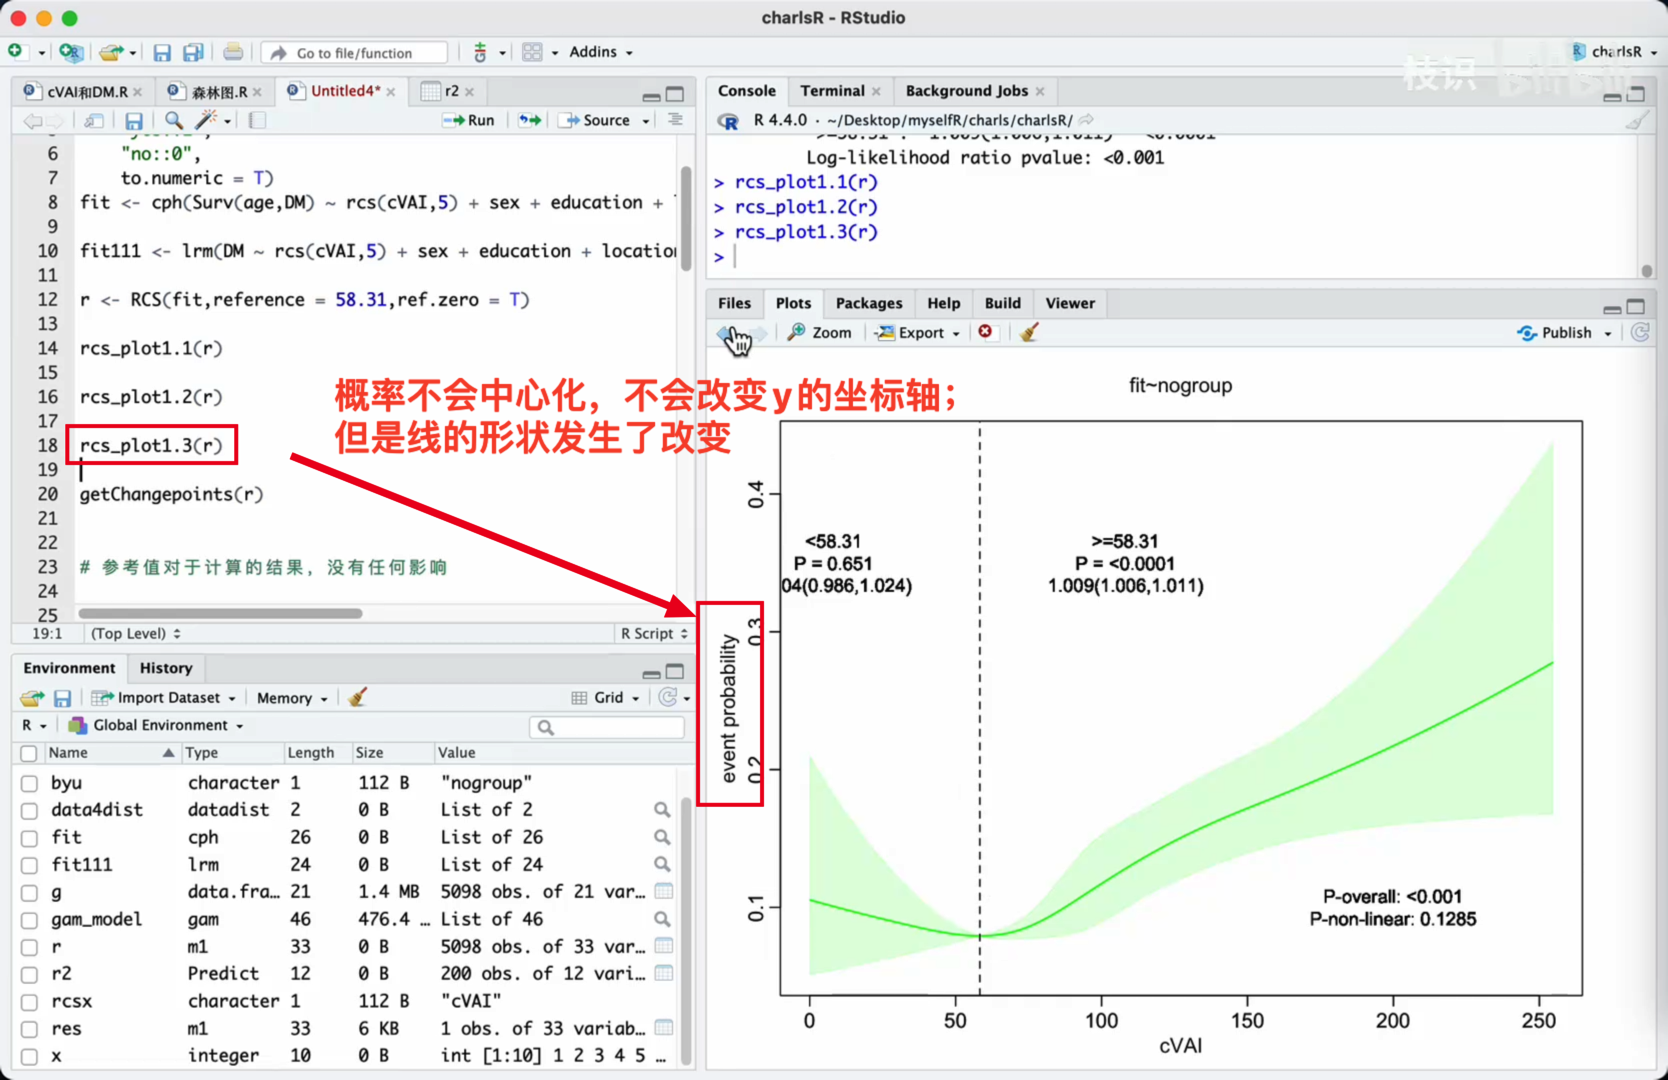 charlsR - RStudio
Go to file/function
Addins
charlsR
枝识 bilibili
cVAI和DM.R
森林图.R
Untitled4*
r2
Run
Source
6 "no::0",
7 to.numeric = T)
8 fit <- cph(Surv(age,DM) ~ rcs(cVAI,5) + sex + education +
9
10 fit111 <- lrm(DM ~ rcs(cVAI,5) + sex + education + location
11
12 r <- RCS(fit,reference = 58.31,ref.zero = T)
13
14 rcs_plot1.1(r)
15
16 rcs_plot1.2(r)
17
18 rcs_plot1.3(r)
19
20 getChangepoints(r)
21
22
23 # 参考值对于计算的结果，没有任何影响
24
25
19:1 (Top Level) R Script
概率不会中心化，不会改变y的坐标轴；
但是线的形状发生了改变
Console Terminal Background Jobs
R 4.4.0 · ~/Desktop/myselfR/charls/charlsR/
>=58.31 : 1.009(1.006,1.011) <0.0001
Log-likelihood ratio pvalue: <0.001
> rcs_plot1.1(r)
> rcs_plot1.2(r)
> rcs_plot1.3(r)
>
Environment History
Import Dataset Memory Grid
R Global Environment
Name Type Length Size Value
byu character 1 112 B "nogroup"
data4dist datadist 2 0 B List of 2
fit cph 26 0 B List of 26
fit111 lrm 24 0 B List of 24
g data.fra… 21 1.4 MB 5098 obs. of 21 var…
gam_model gam 46 476.4 … List of 46
r m1 33 0 B 5098 obs. of 33 var…
r2 Predict 12 0 B 200 obs. of 12 vari…
rcsx character 1 112 B "cVAI"
res m1 33 6 KB 1 obs. of 33 variab…
x integer 10 0 B int [1:10] 1 2 3 4 5 …
Files Plots Packages Help Build Viewer
Zoom Export Publish
fit~nogroup
<58.31
P = 0.651
04(0.986,1.024)
>=58.31
P = <0.0001
1.009(1.006,1.011)
P-overall: <0.001
P-non-linear: 0.1285
event probability
0.4
0.3
0.2
0.1
0 50 100 150 200 250
cVAI